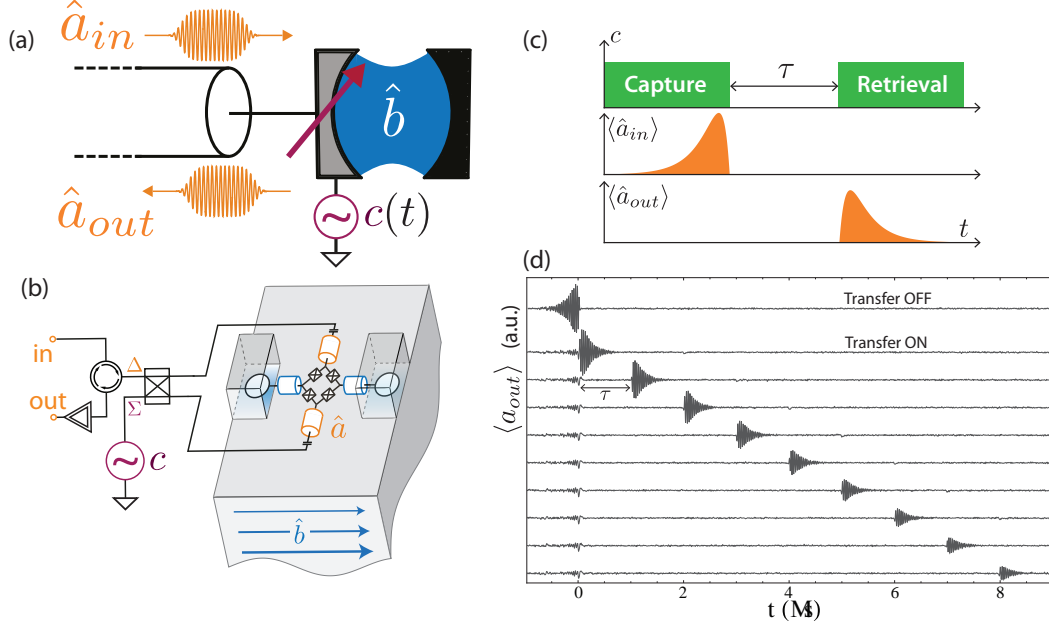 (a)
â_in
b̂
â_out
c(t)
(b)
in
out
Δ
Σ
c
â
b̂
(c)
c
Capture
τ
Retrieval
⟨â_in⟩
⟨â_out⟩
t
(d)
⟨a_out⟩ (a.u.)
Transfer OFF
Transfer ON
τ
0 2 4 6 8